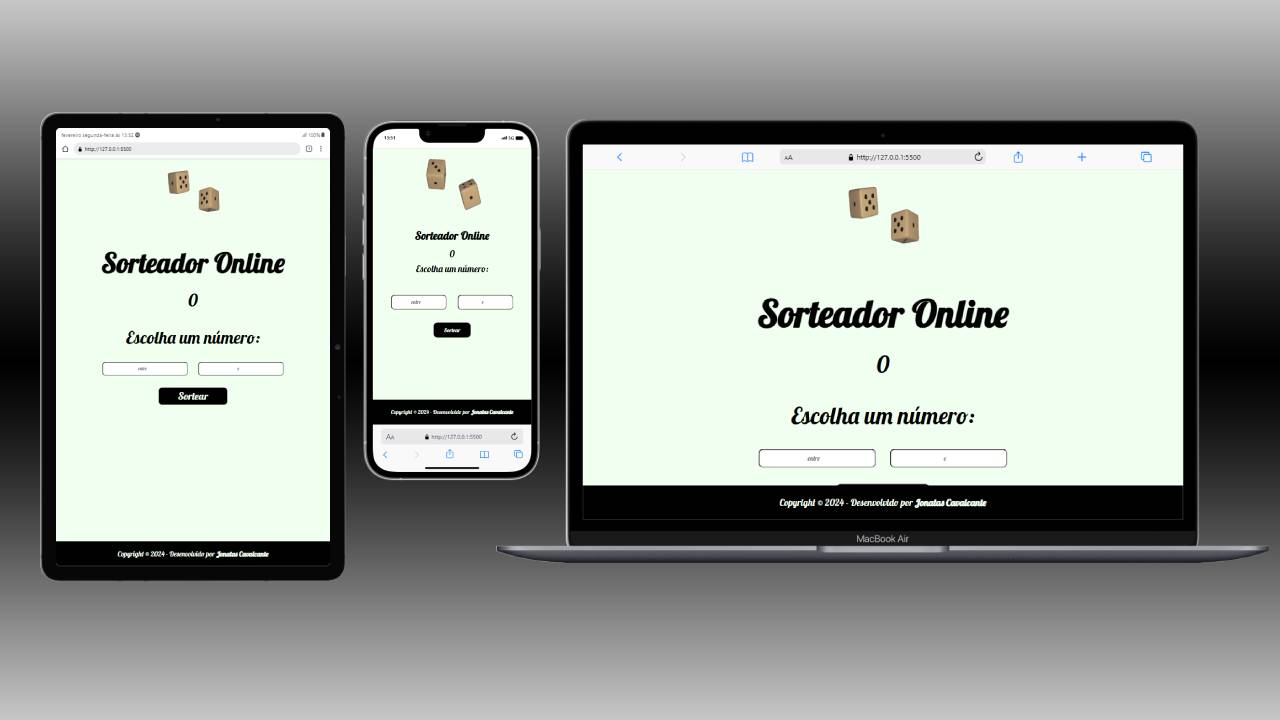 fevereiro segunda-feira às 13:52
100%
http://127.0.0.1:5500
Sorteador Online
0
Escolha um número:
entre
e
Sortear
Copyright © 2024 - Desenvolvido por Jonatas Cavalcante
13:51
5G
Sorteador Online
0
Escolha um número:
entre
e
Sortear
Copyright © 2024 - Desenvolvido por Jonatas Cavalcante
AA
http://127.0.0.1:5500
AA
http://127.0.0.1:5500
Sorteador Online
0
Escolha um número:
entre
e
Copyright © 2024 - Desenvolvido por Jonatas Cavalcante
MacBook Air